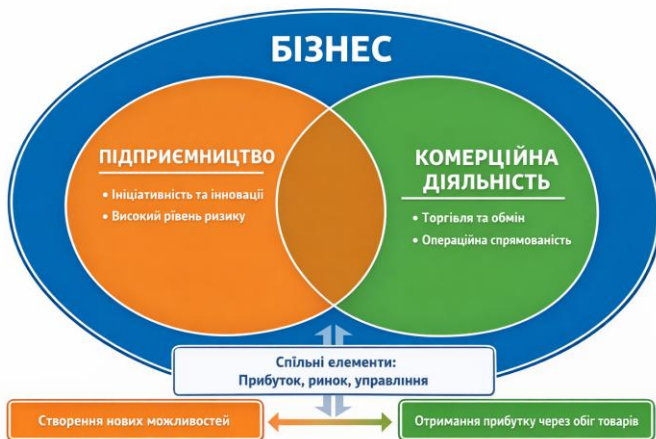 БІЗНЕС
ПІДПРИЄМНИЦТВО
• Ініціативність та інновації
• Високий рівень ризику
КОМЕРЦІЙНА
ДІЯЛЬНІСТЬ
• Торгівля та обмін
• Операційна спрямованість
Спільні елементи:
Прибуток, ринок, управління
Створення нових можливостей
Отримання прибутку через обіг товарів